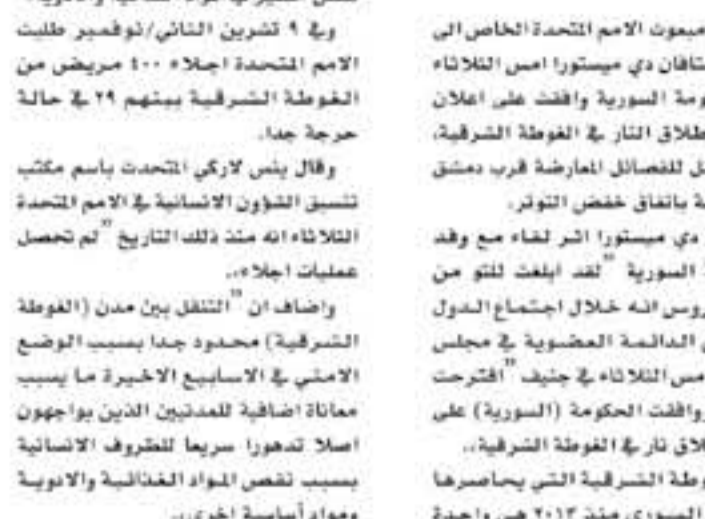 مبعوث الامم المتحدة الخاص الى
ستافان دي ميستورا امس الثلاثاء
الحكومة السورية وافقت على اعلان
اطلاق النار في الغوطة الشرقية،
للفصائل المعارضة قرب دمشق
باتفاق خفض التوتر.
دي ميستورا اثر لقاء مع وفد
السورية "لقد ابلغت للتو من
الروس انه خلال اجتماع الدول
الدائمة العضوية في مجلس
امس الثلاثاء في جنيف "اقترحت
ووافقت الحكومة (السورية) على
اطلاق نار في الغوطة الشرقية،.
الغوطة الشرقية التي يحاصرها
السوري منذ ٢٠١٣ هي واحدة
وفي ٩ تشرين الثاني/نوفمبر طلبت
الامم المتحدة اجلاء ٤٠٠ مريض من
الغوطة الشرقية بينهم ٢٩ في حالة
حرجة جدا.
وقال ينس لاركي المتحدث باسم مكتب
تنسيق الشؤون الانسانية في الامم المتحدة
الثلاثاء انه منذ ذلك التاريخ "لم تحصل
عمليات اجلاء،.
واضاف ان "التنقل بين مدن (الغوطة
الشرقية) محدود جدا بسبب الوضع
الامني في الاسابيع الاخيرة ما يسبب
معاناة اضافية للمدنيين الذين يواجهون
اصلا تدهورا سريعا للظروف الانسانية
بسبب نقص المواد الغذائية والادوية
ومواد أساسية اخرى،.